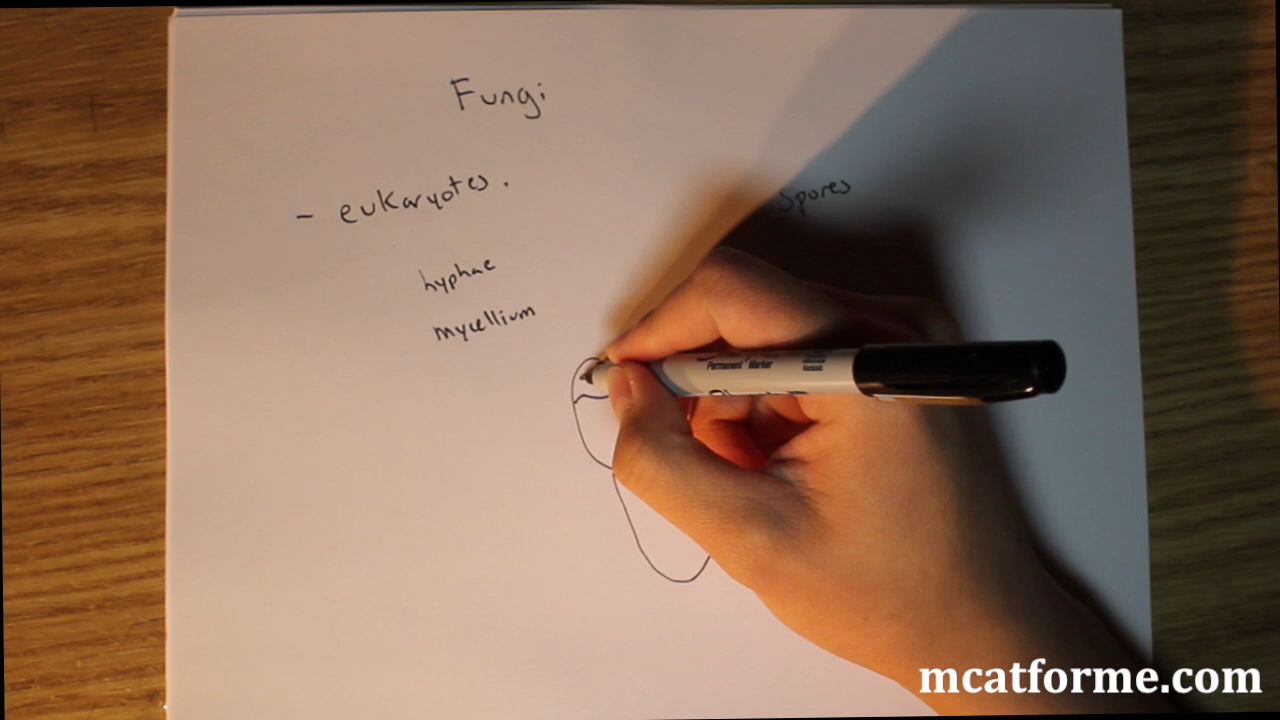 Fungi
- eukaryotes.
Spores
hyphae
mycellium
Permanent Marker
mcatforme.com